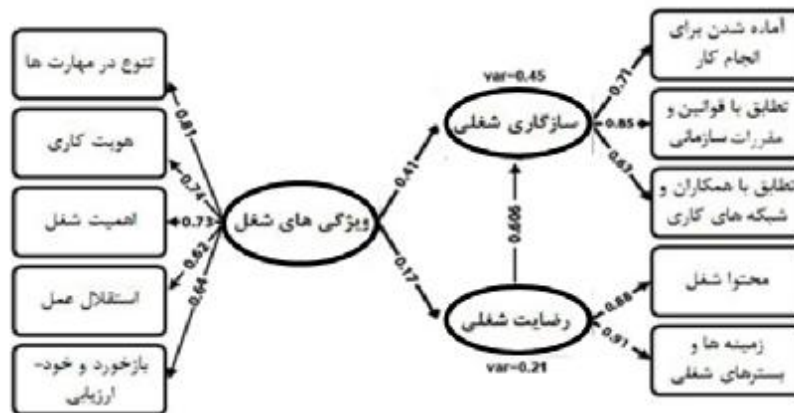 آماده شدن برای
انجام کار
تطابق با قوانین و
مقررات سازمانی
تطابق با همکاران و
شبکه های کاری
محتوا شغل
زمینه ها و
بسترهای شغلی
0.71
0.85
0.67
0.88
0.91
var=0.45
سازگاری شغلی
0.606
رضایت شغلی
var=0.21
0.41
0.17
ویژگی های شغل
0.81
0.74
0.73
0.62
0.64
تنوع در مهارت ها
هویت کاری
اهمیت شغل
استقلال عمل
بازخورد و خود-
ارزیابی